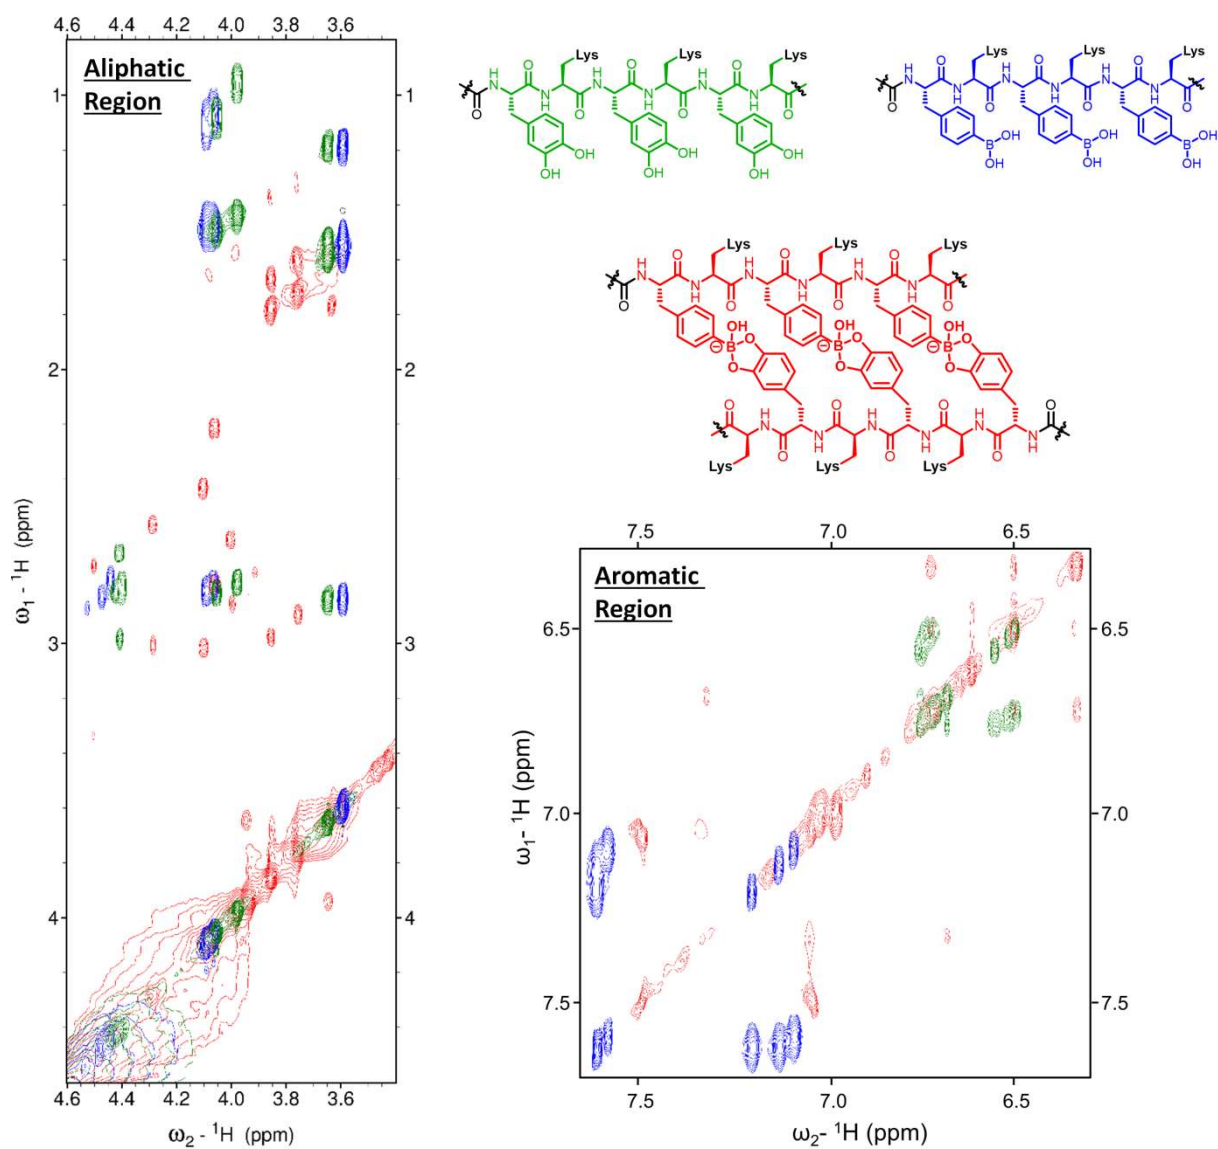 4.6 4.4 4.2 4.0 3.8 3.6
Aliphatic
Region
1
2
3
4
1
2
3
4
ω1 - 1H (ppm)
4.6 4.4 4.2 4.0 3.8 3.6
ω2 - 1H (ppm)
Lys Lys Lys
O H N O H N O H N
N H O N H O N H O
O
OH OH OH
OH OH OH
Lys Lys Lys
O H N O H N O H N
N H O N H O N H O
O
B OH B OH B OH
OH OH OH
Lys Lys Lys
O H N O H N O H N
N H O N H O N H O
O
OH OH OH
⊖ B O ⊖ B O ⊖ B O
O O O
O H N O H N O H N O
N H O N H O N H O
Lys Lys Lys
7.5 7.0 6.5
Aromatic
Region
6.5
7.0
7.5
6.5
7.0
7.5
ω1- 1H (ppm)
7.5 7.0 6.5
ω2- 1H (ppm)